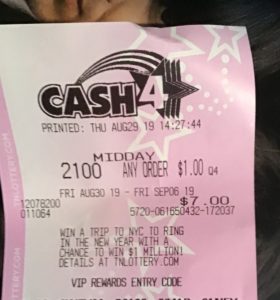 CASH 4
PRINTED: THU AUG29 19 14:27:44
MIDDAY
2100 ANY ORDER $1.00 Q4
FRI AUG30 19 - FRI SEP06 19
12078200 $7.00
011064 5720-061650432-172037
WIN A TRIP TO NYC TO RING
IN THE NEW YEAR WITH A
CHANCE TO WIN $1 MILLION!
DETAILS AT TNLOTTERY.COM
VIP REWARDS ENTRY CODE